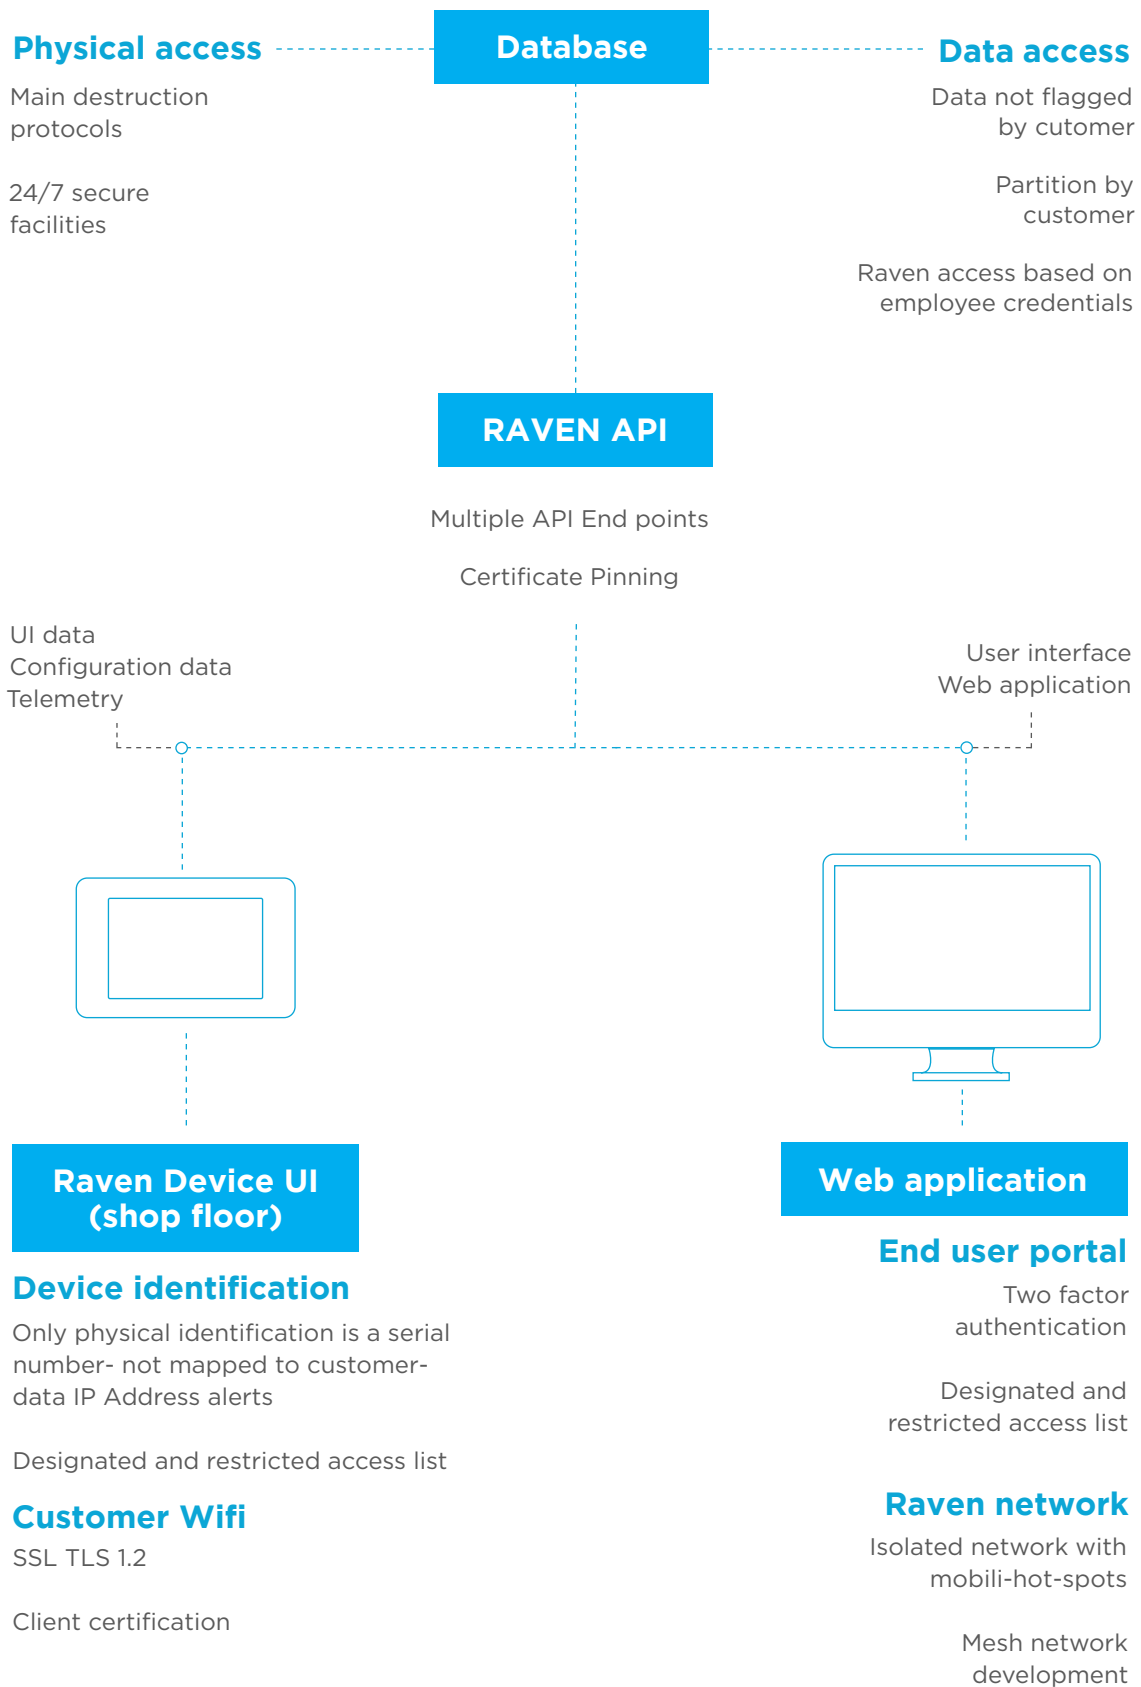 Physical access
Database
Data access
Main destruction
protocols
24/7 secure
facilities
Data not flagged
by cutomer
Partition by
customer
Raven access based on
employee credentials
RAVEN API
Multiple API End points
Certificate Pinning
UI data
Configuration data
Telemetry
User interface
Web application
Raven Device UI
(shop floor)
Device identification
Only physical identification is a serial
number- not mapped to customer-
data IP Address alerts
Designated and restricted access list
Customer Wifi
SSL TLS 1.2
Client certification
Web application
End user portal
Two factor
authentication
Designated and
restricted access list
Raven network
Isolated network with
mobili-hot-spots
Mesh network
development